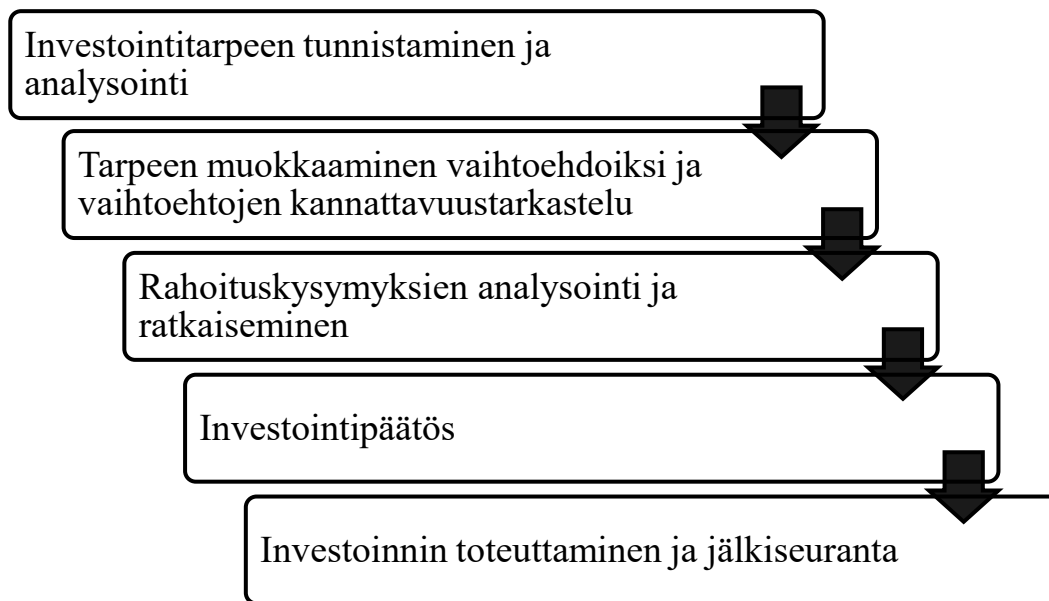 Investointitarpeen tunnistaminen ja
analysointi
Tarpeen muokkaaminen vaihtoehdoiksi ja
vaihtoehtojen kannattavuustarkastelu
Rahoituskysymyksien analysointi ja
ratkaiseminen
Investointipäätös
Investoinnin toteuttaminen ja jälkiseuranta